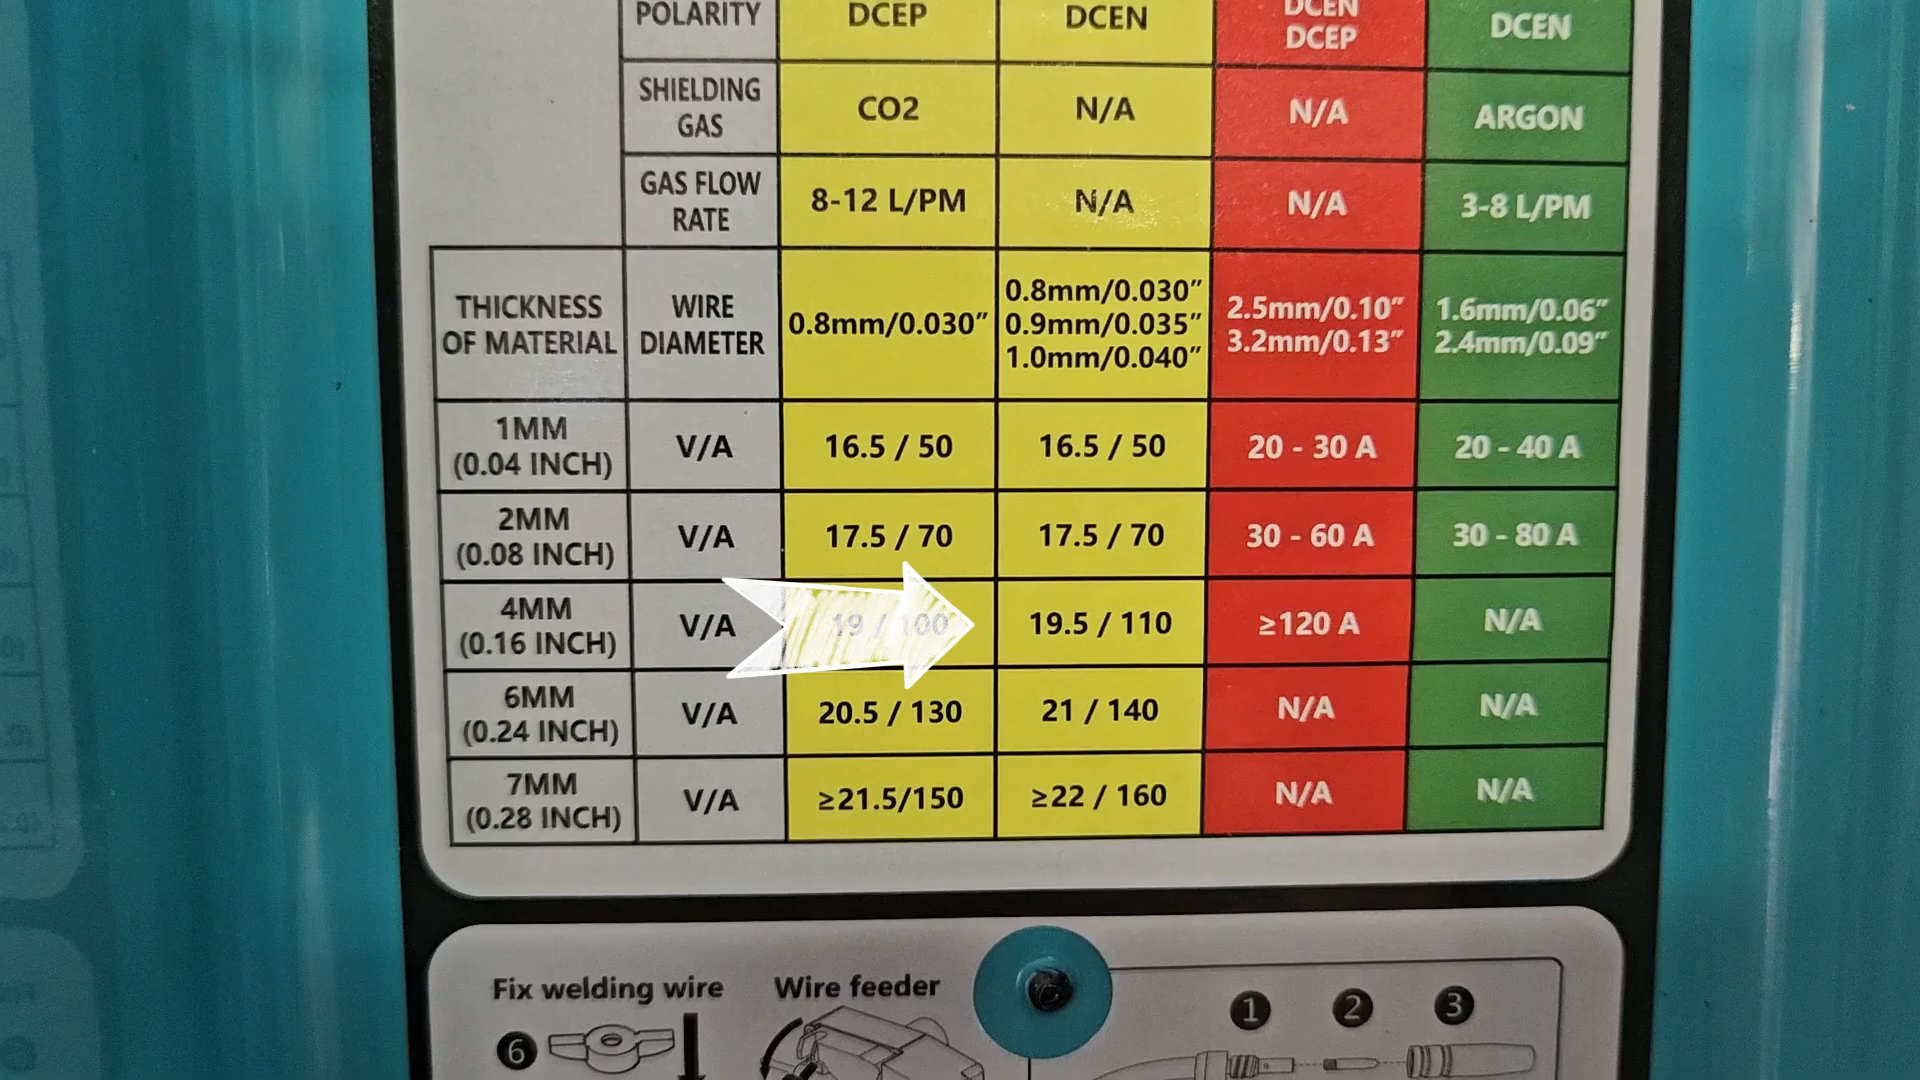 POLARITY DCEP DCEN DCEN
DCEP DCEN
SHIELDING
GAS CO2 N/A N/A ARGON
GAS FLOW
RATE 8-12 L/PM N/A N/A 3-8 L/PM
THICKNESS
OF MATERIAL
WIRE
DIAMETER
0.8mm/0.030”
0.8mm/0.030”
0.9mm/0.035”
1.0mm/0.040”
2.5mm/0.10”
3.2mm/0.13”
1.6mm/0.06”
2.4mm/0.09”
1MM
(0.04 INCH) V/A 16.5 / 50 16.5 / 50 20 - 30 A 20 - 40 A
2MM
(0.08 INCH) V/A 17.5 / 70 17.5 / 70 30 - 60 A 30 - 80 A
4MM
(0.16 INCH) V/A 19 / 100 19.5 / 110 ≥120 A N/A
6MM
(0.24 INCH) V/A 20.5 / 130 21 / 140 N/A N/A
7MM
(0.28 INCH) V/A ≥21.5/150 ≥22 / 160 N/A N/A
Fix welding wire Wire feeder
6 1 2 3